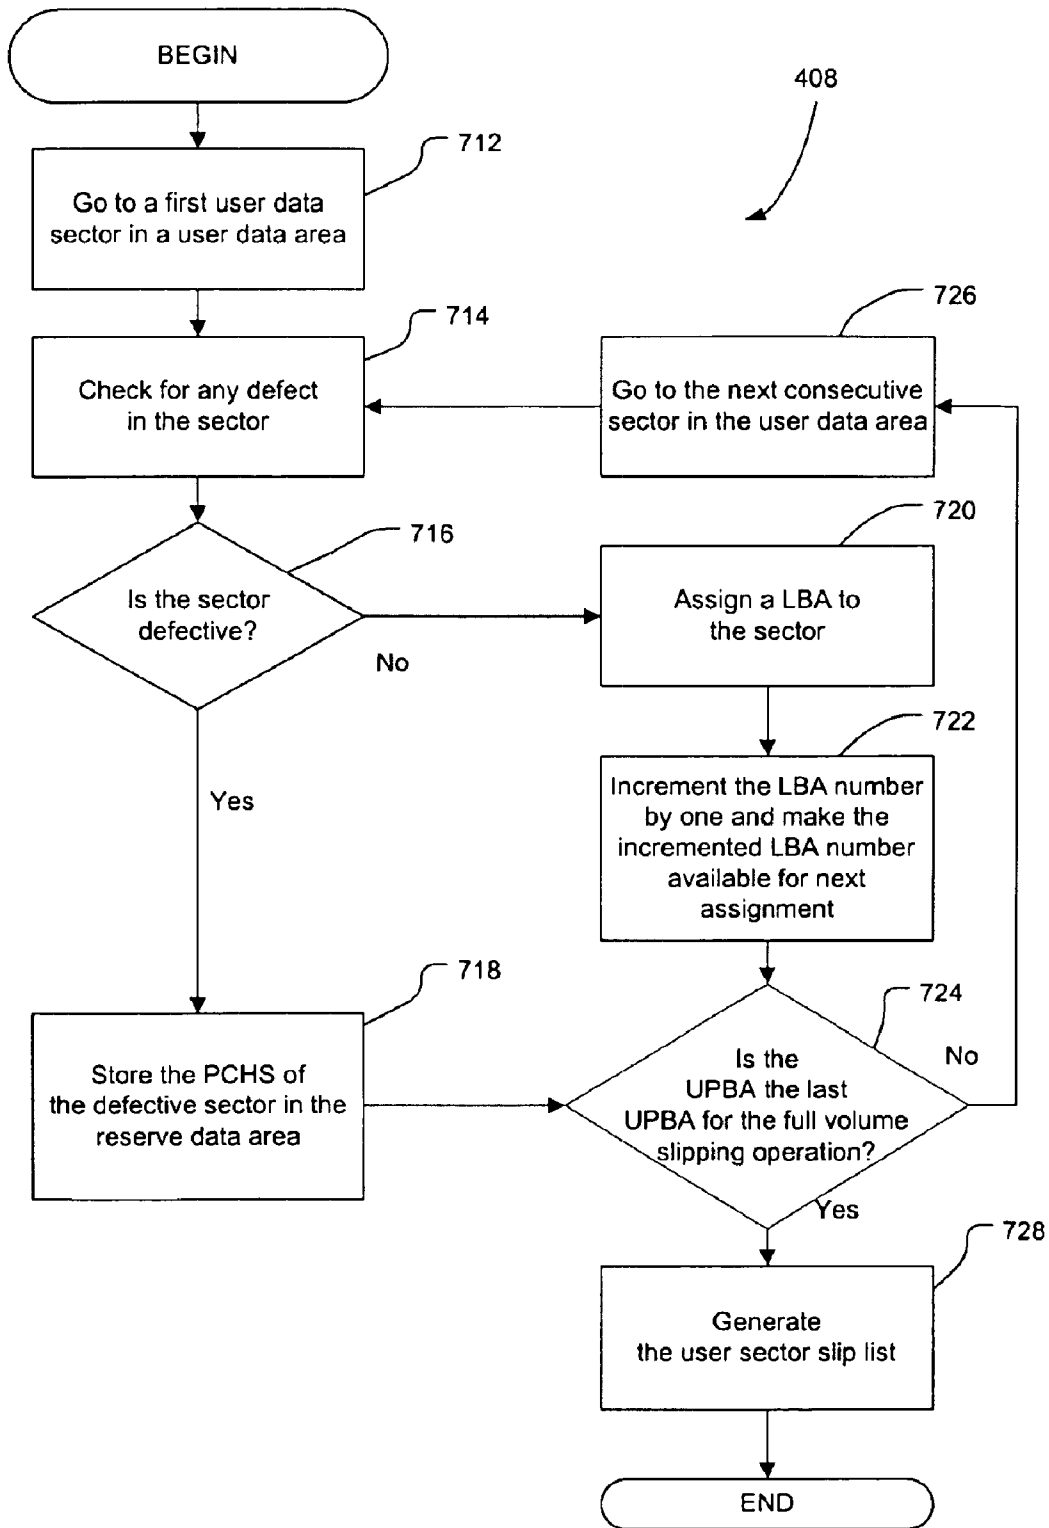 BEGIN
408
712
Go to a first user data
sector in a user data area
714
Check for any defect
in the sector
726
Go to the next consecutive
sector in the user data area
716
Is the sector
defective?
No
Yes
720
Assign a LBA to
the sector
722
Increment the LBA number
by one and make the
incremented LBA number
available for next
assignment
718
Store the PCHS of
the defective sector in the
reserve data area
724
Is the
UPBA the last
UPBA for the full volume
slipping operation?
No
Yes
728
Generate
the user sector slip list
END